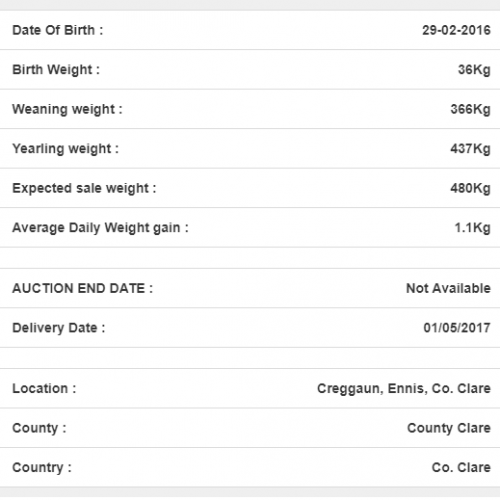 Date Of Birth : 29-02-2016
Birth Weight : 36Kg
Weaning weight : 366Kg
Yearling weight : 437Kg
Expected sale weight : 480Kg
Average Daily Weight gain : 1.1Kg
AUCTION END DATE : Not Available
Delivery Date : 01/05/2017
Location : Creggaun, Ennis, Co. Clare
County : County Clare
Country : Co. Clare